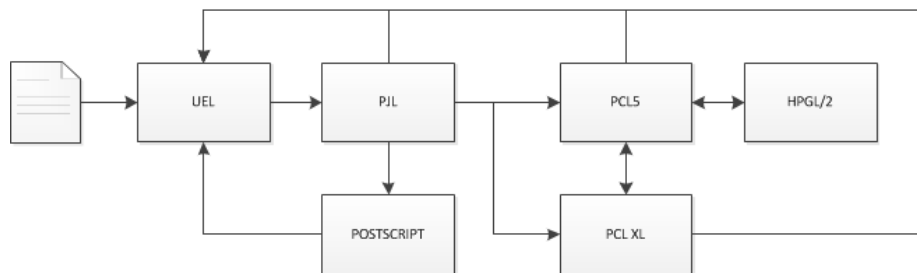 UEL
PJL
PCL5
HPGL/2
POSTSCRIPT
PCL XL